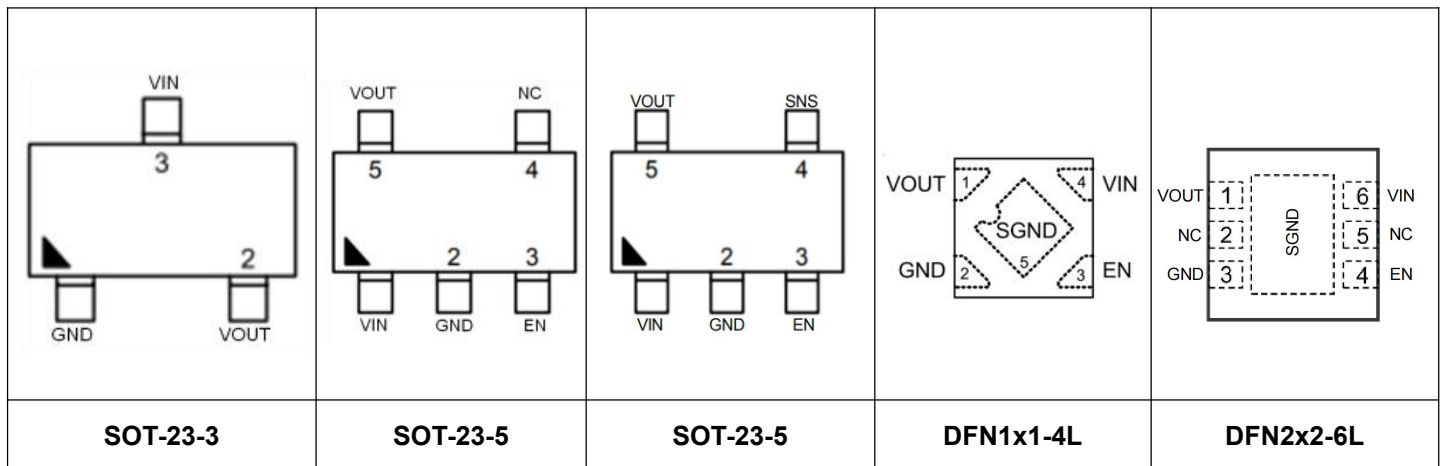 VIN
3
2
GND
VOUT
SOT-23-3
VOUT
NC
5
4
2
3
VIN
GND
EN
SOT-23-5
VOUT
SNS
5
4
2
3
VIN
GND
EN
SOT-23-5
VOUT 1 4 VIN
SGND
GND 2 5 3 EN
DFN1x1-4L
VOUT 1 6 VIN
NC 2 SGND 5 NC
GND 3 4 EN
DFN2x2-6L